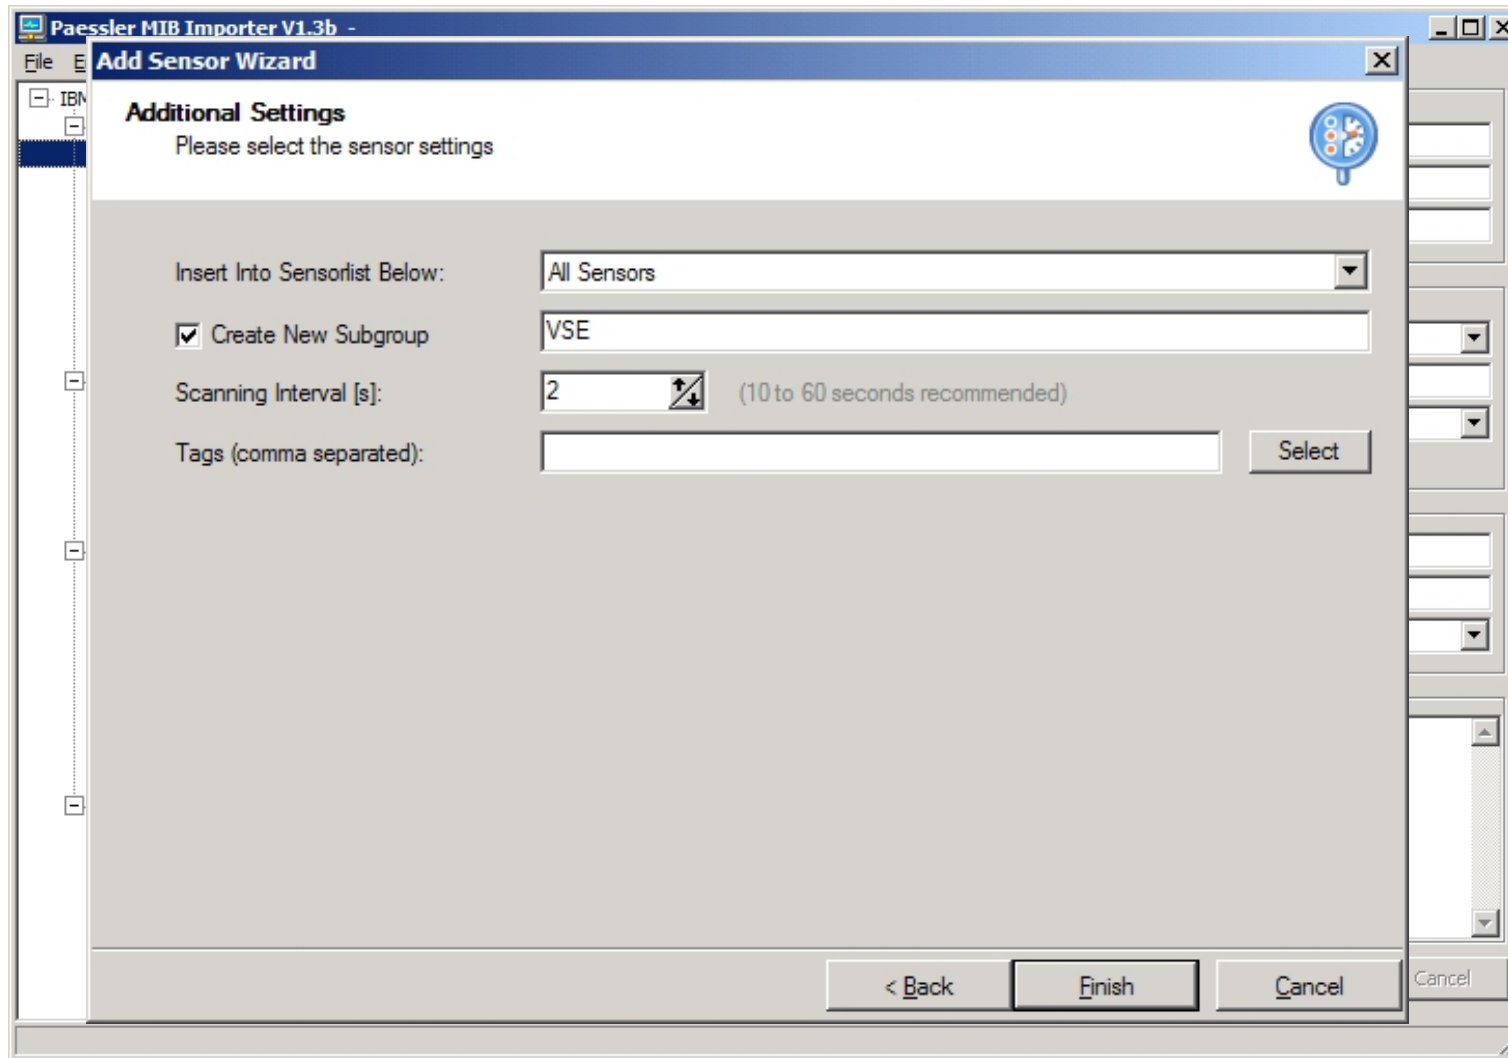 Paessler MIB Importer V1.3b -
File E
Add Sensor Wizard
IBM
Additional Settings
Please select the sensor settings
Insert Into Sensorlist Below: All Sensors
Create New Subgroup VSE
Scanning Interval [s]: 2 (10 to 60 seconds recommended)
Tags (comma separated): Select
< Back Finish Cancel Cancel